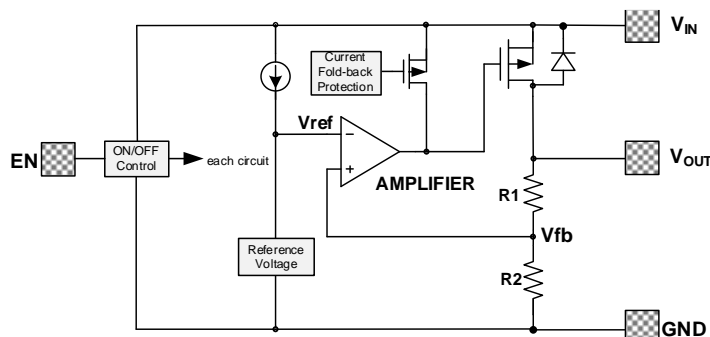 VIN
Current
Fold-back
Protection
Vref
EN
ON/OFF
Control
each circuit
−
+
AMPLIFIER
VOUT
R1
Vfb
Reference
Voltage
R2
GND